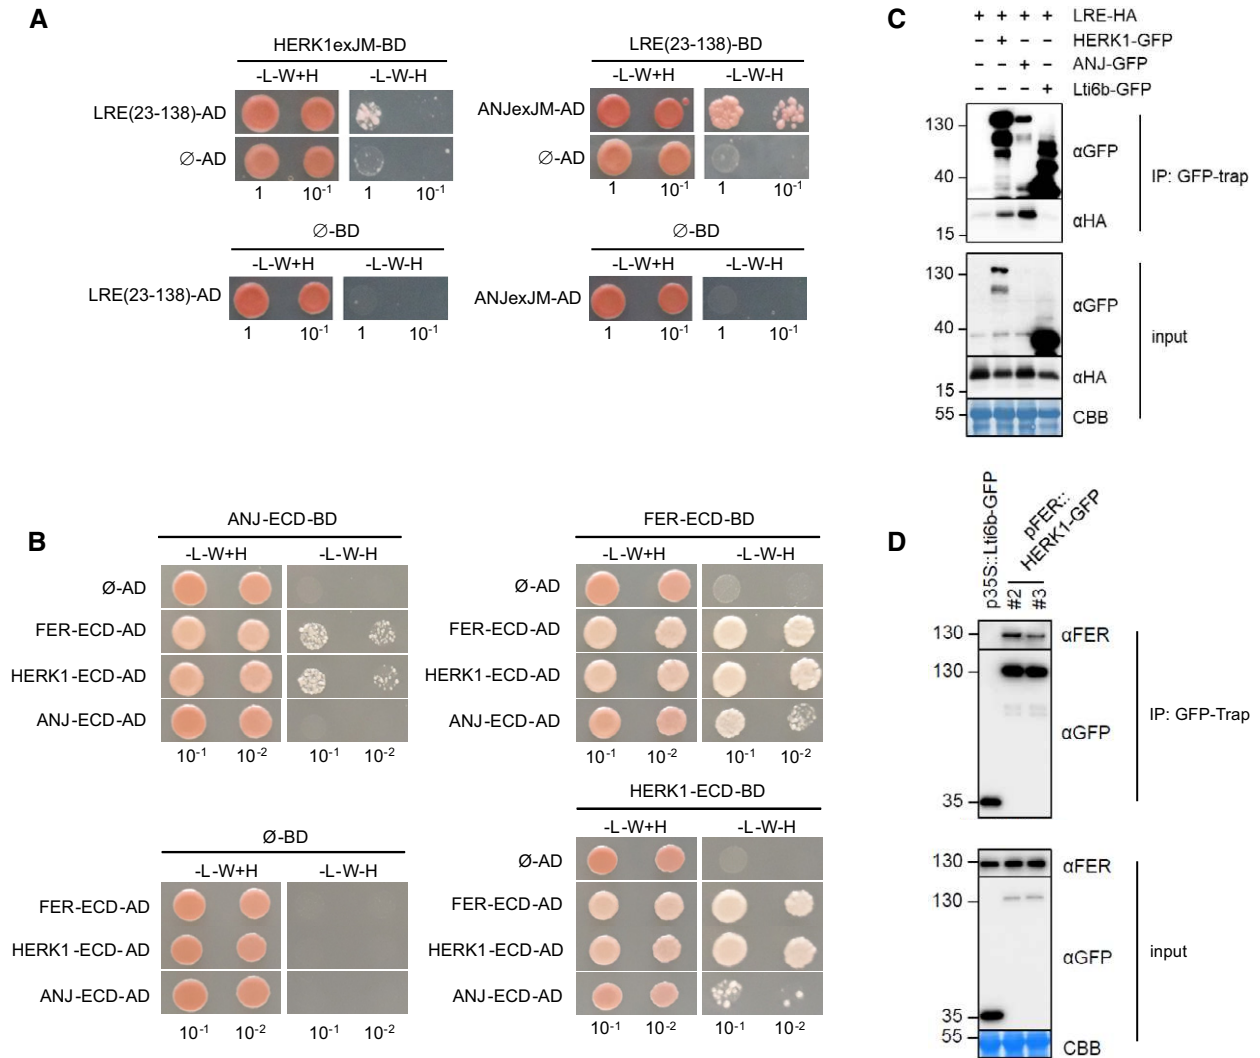 A
HERK1exJM-BD
-L-W+H -L-W-H
LRE(23-138)-AD
∅-AD
1 10-1 1 10-1
∅-BD
-L-W+H -L-W-H
LRE(23-138)-AD
1 10-1 1 10-1
LRE(23-138)-BD
-L-W+H -L-W-H
ANJexJM-AD
∅-AD
1 10-1 1 10-1
∅-BD
-L-W+H -L-W-H
ANJexJM-AD
1 10-1 1 10-1
B
ANJ-ECD-BD
-L-W+H -L-W-H
Ø-AD
FER-ECD-AD
HERK1-ECD-AD
ANJ-ECD-AD
10-1 10-2 10-1 10-2
Ø-BD
-L-W+H -L-W-H
FER-ECD-AD
HERK1-ECD-AD
ANJ-ECD-AD
10-1 10-2 10-1 10-2
FER-ECD-BD
-L-W+H -L-W-H
Ø-AD
FER-ECD-AD
HERK1-ECD-AD
ANJ-ECD-AD
10-1 10-2 10-1 10-2
HERK1-ECD-BD
-L-W+H -L-W-H
Ø-AD
FER-ECD-AD
HERK1-ECD-AD
ANJ-ECD-AD
10-1 10-2 10-1 10-2
C
+ + + + LRE-HA
- + - - HERK1-GFP
- - + - ANJ-GFP
- - - + Lti6b-GFP
130
αGFP
IP: GFP-trap
40
αHA
15
130
αGFP
40
input
αHA
15
55 CBB
D
p35S::Lti6b-GFP
pFER::
HERK1-GFP
#2 #3
130 αFER
130
IP: GFP-Trap
αGFP
35
130 αFER
130
input
αGFP
35
55
CBB